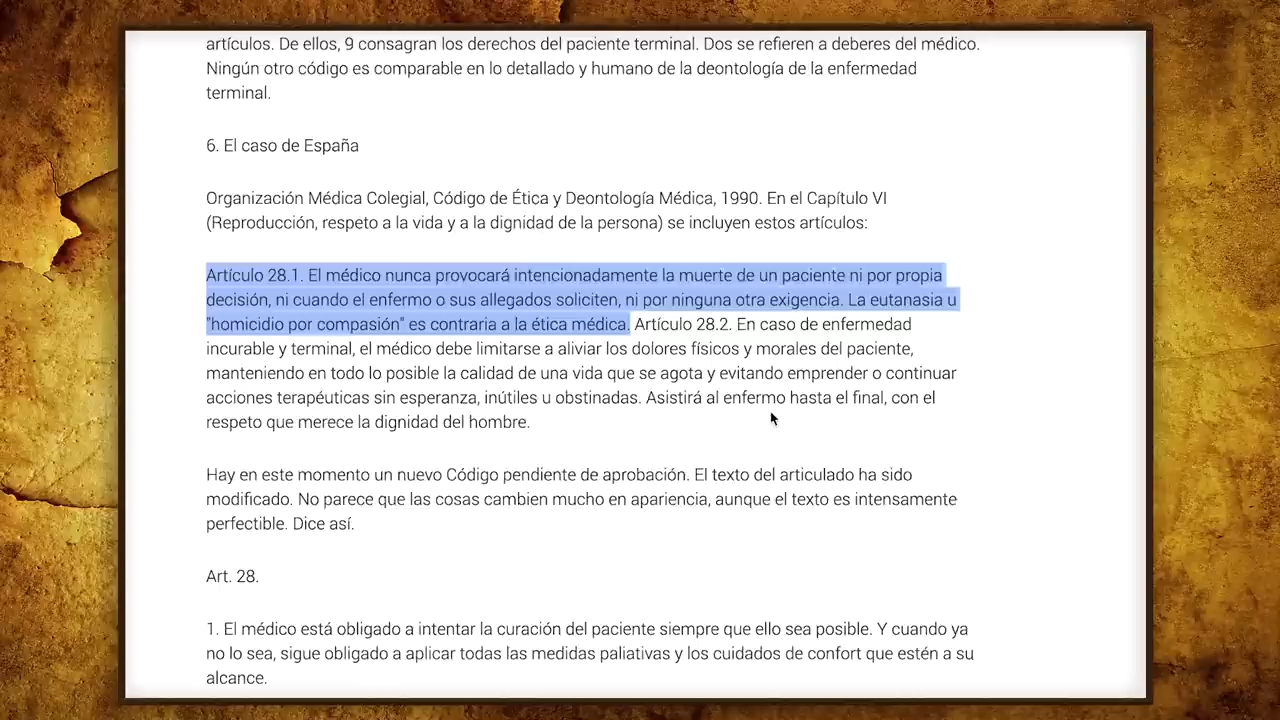 artículos. De ellos, 9 consagran los derechos del paciente terminal. Dos se refieren a deberes del médico.
Ningún otro código es comparable en lo detallado y humano de la deontología de la enfermedad
terminal.
6. El caso de España
Organización Médica Colegial, Código de Ética y Deontología Médica, 1990. En el Capítulo VI
(Reproducción, respeto a la vida y a la dignidad de la persona) se incluyen estos artículos:
Artículo 28.1. El médico nunca provocará intencionadamente la muerte de un paciente ni por propia
decisión, ni cuando el enfermo o sus allegados soliciten, ni por ninguna otra exigencia. La eutanasia u
"homicidio por compasión" es contraria a la ética médica. Artículo 28.2. En caso de enfermedad
incurable y terminal, el médico debe limitarse a aliviar los dolores físicos y morales del paciente,
manteniendo en todo lo posible la calidad de una vida que se agota y evitando emprender o continuar
acciones terapéuticas sin esperanza, inútiles u obstinadas. Asistirá al enfermo hasta el final, con el
respeto que merece la dignidad del hombre.
Hay en este momento un nuevo Código pendiente de aprobación. El texto del articulado ha sido
modificado. No parece que las cosas cambien mucho en apariencia, aunque el texto es intensamente
perfectible. Dice así.
Art. 28.
1. El médico está obligado a intentar la curación del paciente siempre que ello sea posible. Y cuando ya
no lo sea, sigue obligado a aplicar todas las medidas paliativas y los cuidados de confort que estén a su
alcance.